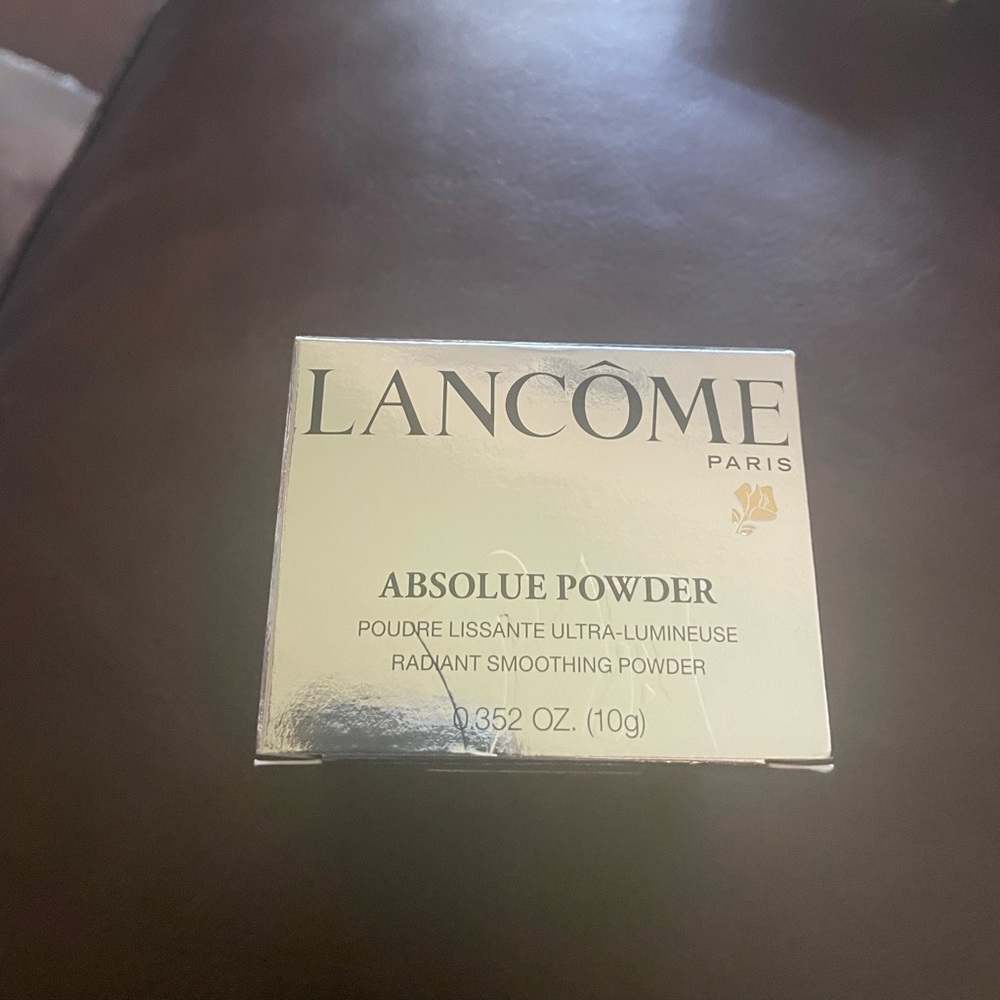 LANCÔME
PARIS
ABSOLUE POWDER
POUDRE LISSANTE ULTRA-LUMINEUSE
RADIANT SMOOTHING POWDER
0.352 OZ. (10g)